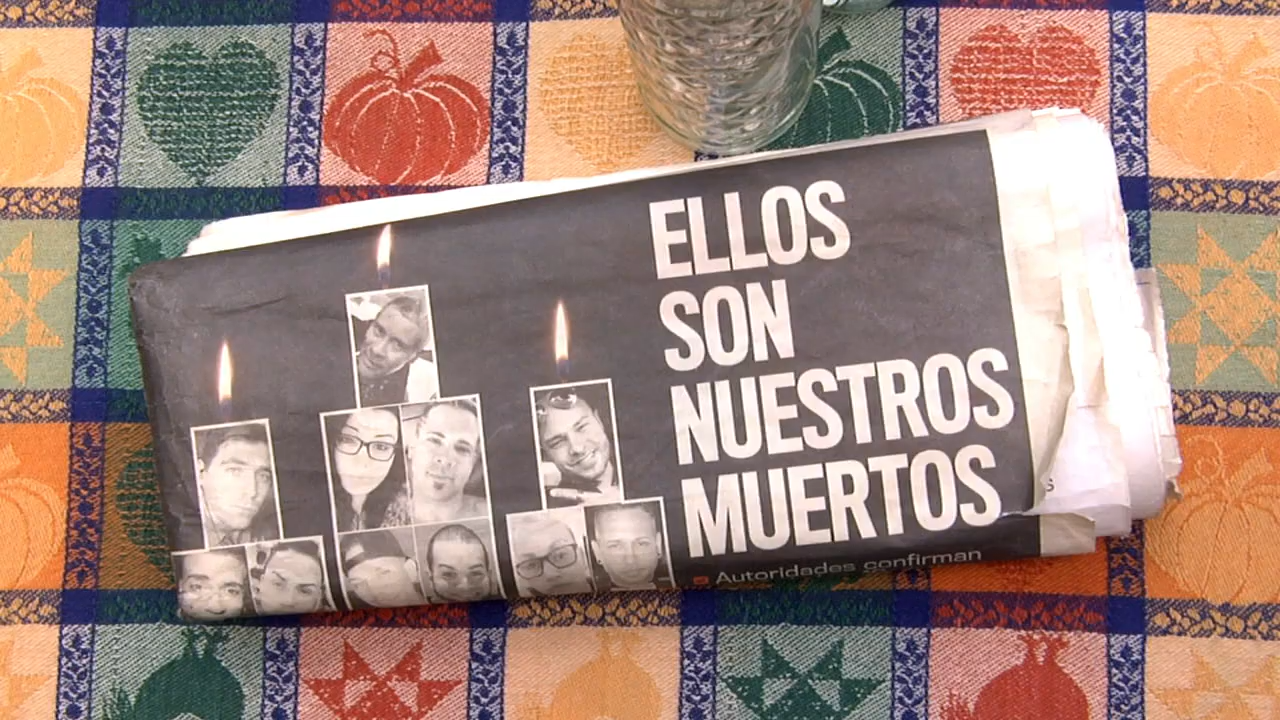 ELLOS
SON
NUESTROS
MUERTOS
Autoridades confirman